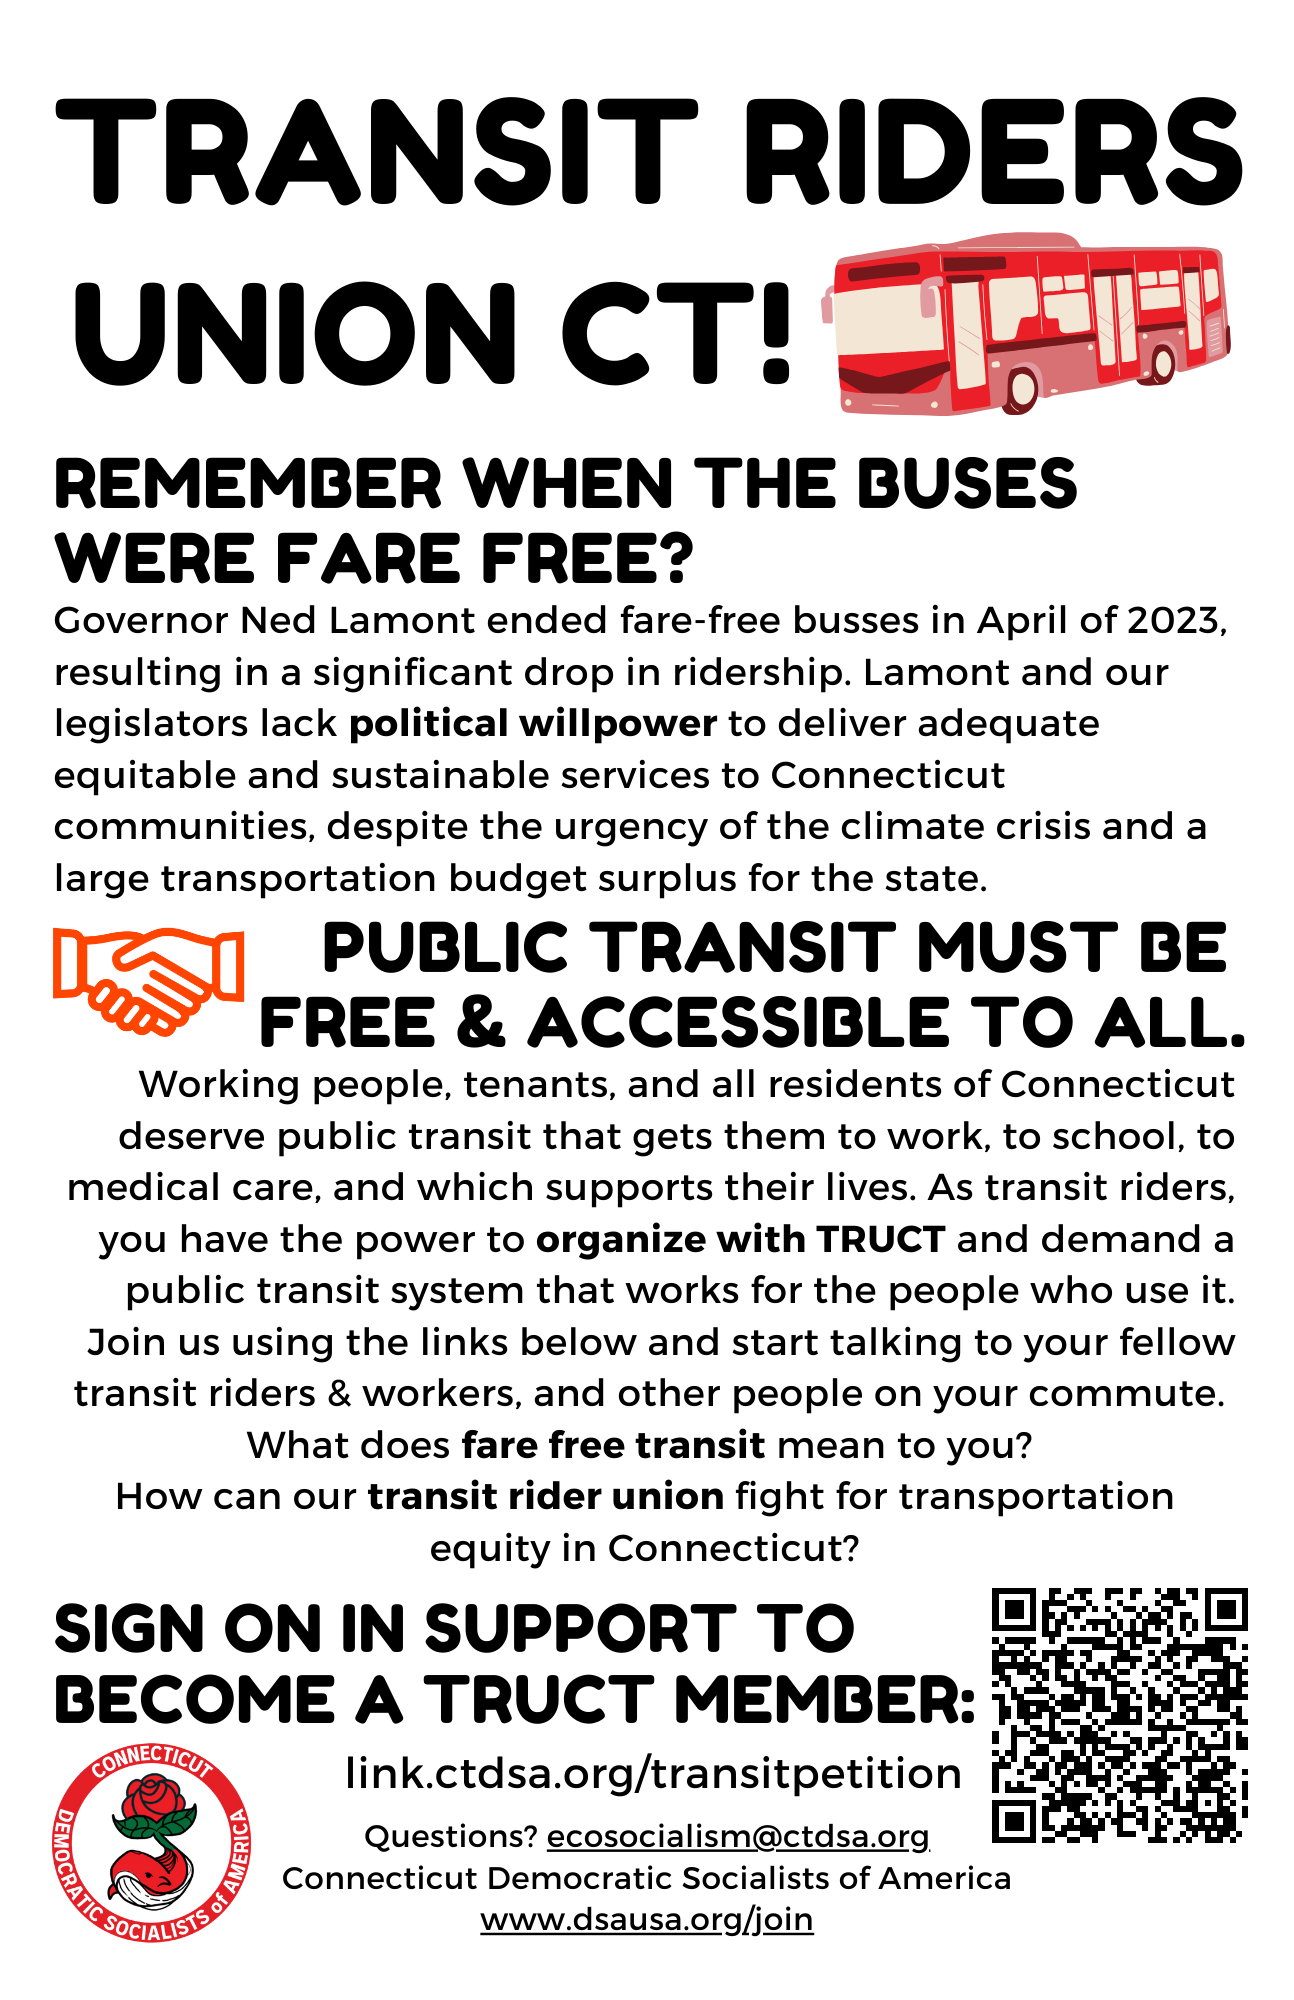 TRANSIT RIDERS
UNION CT!
REMEMBER WHEN THE BUSES
WERE FARE FREE?
Governor Ned Lamont ended fare-free busses in April of 2023,
resulting in a significant drop in ridership. Lamont and our
legislators lack political willpower to deliver adequate
equitable and sustainable services to Connecticut
communities, despite the urgency of the climate crisis and a
large transportation budget surplus for the state.
PUBLIC TRANSIT MUST BE
FREE & ACCESSIBLE TO ALL.
Working people, tenants, and all residents of Connecticut
deserve public transit that gets them to work, to school, to
medical care, and which supports their lives. As transit riders,
you have the power to organize with TRUCT and demand a
public transit system that works for the people who use it.
Join us using the links below and start talking to your fellow
transit riders & workers, and other people on your commute.
What does fare free transit mean to you?
How can our transit rider union fight for transportation
equity in Connecticut?
SIGN ON IN SUPPORT TO
BECOME A TRUCT MEMBER:
link.ctdsa.org/transitpetition
Questions? ecosocialism@ctdsa.org
Connecticut Democratic Socialists of America
www.dsausa.org/join
CONNECTICUT
DEMOCRATIC SOCIALISTS of AMERICA